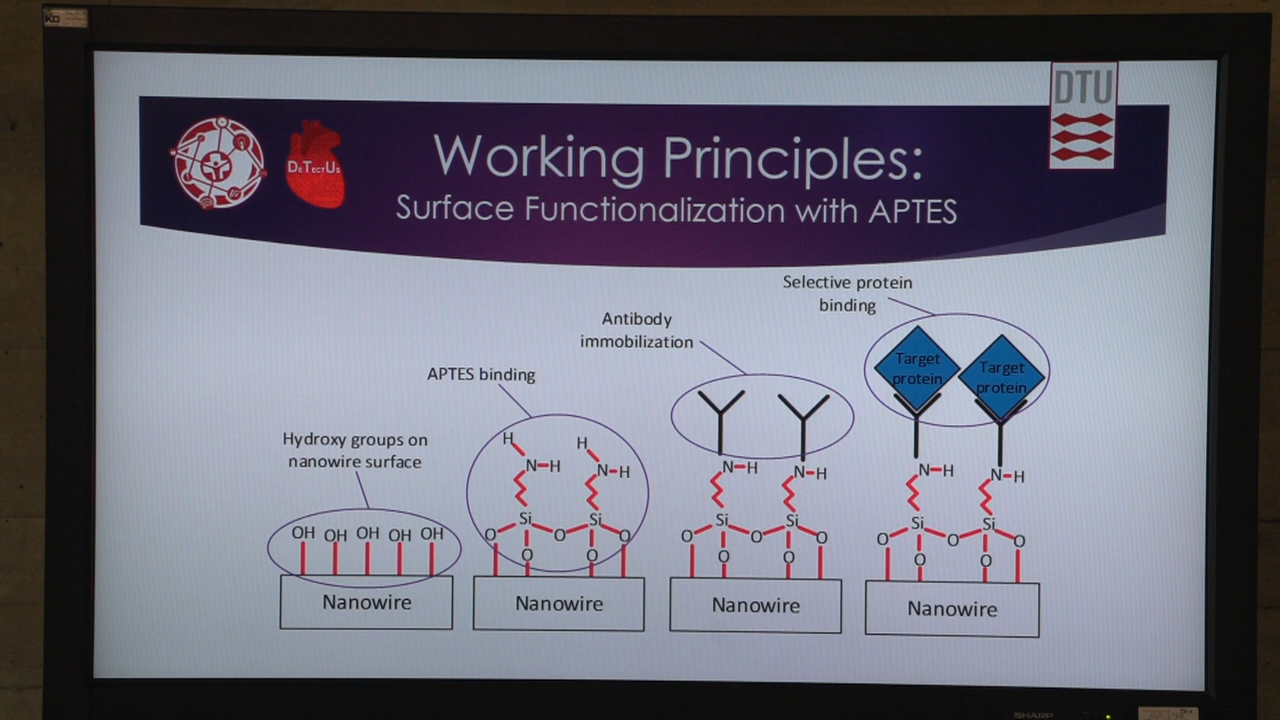 DTU
DeTectUs
Working Principles:
Surface Functionalization with APTES
Selective protein
binding
Antibody
immobilization
APTES binding
Hydroxy groups on
nanowire surface
Target
protein
Target
protein
H
H
N-H
N-H
N-H
N-H
N-H
N-H
OH OH OH OH OH
Si
Si
O
O
O
O
O
Si
Si
O
O
O
O
O
Si
Si
O
O
O
O
O
Nanowire
Nanowire
Nanowire
Nanowire
SHARP